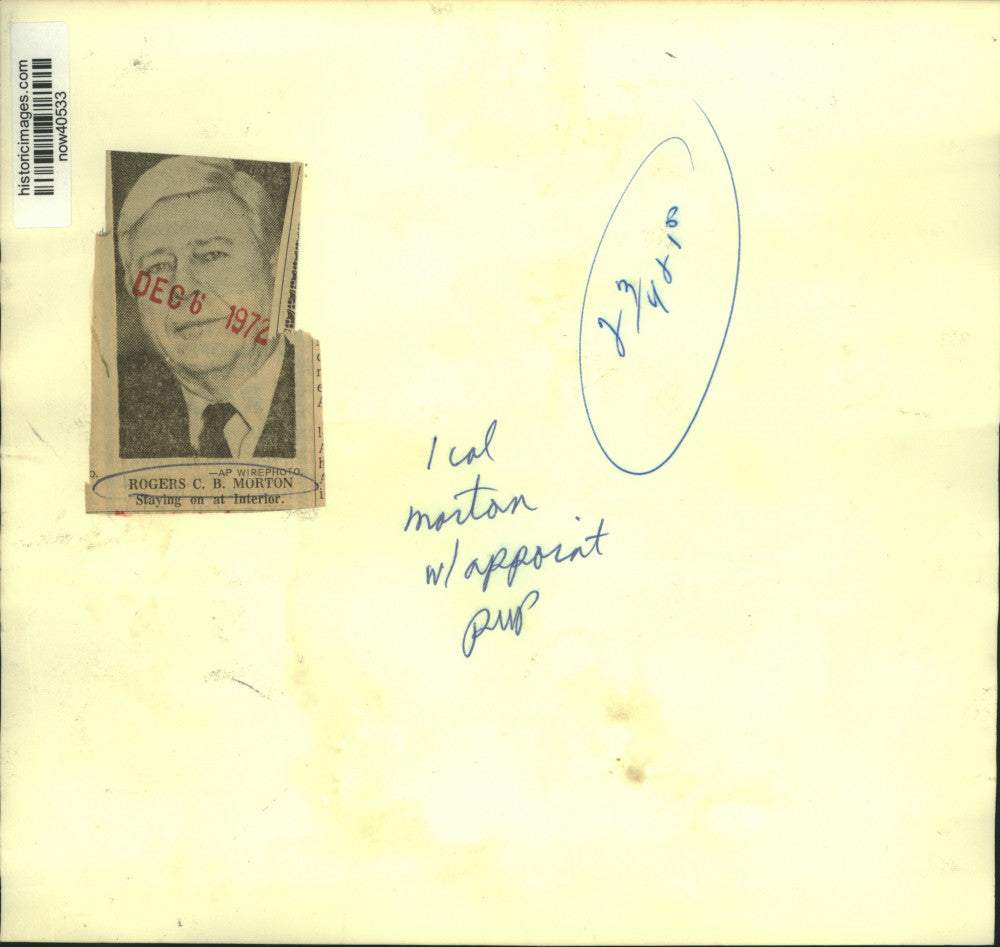 historicimages.com
now40533
DEC 6 1972
—AP WIREPHOTO.
ROGERS C. B. MORTON
Staying on at Interior.
1 col
morton
w/ appoint
pup